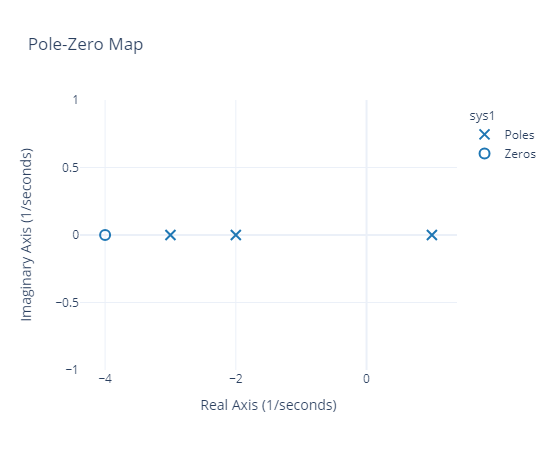 Pole-Zero Map
sys1
Poles
Zeros
1
0.5
0
−0.5
−1
Imaginary Axis (1/seconds)
−4
−2
0
Real Axis (1/seconds)